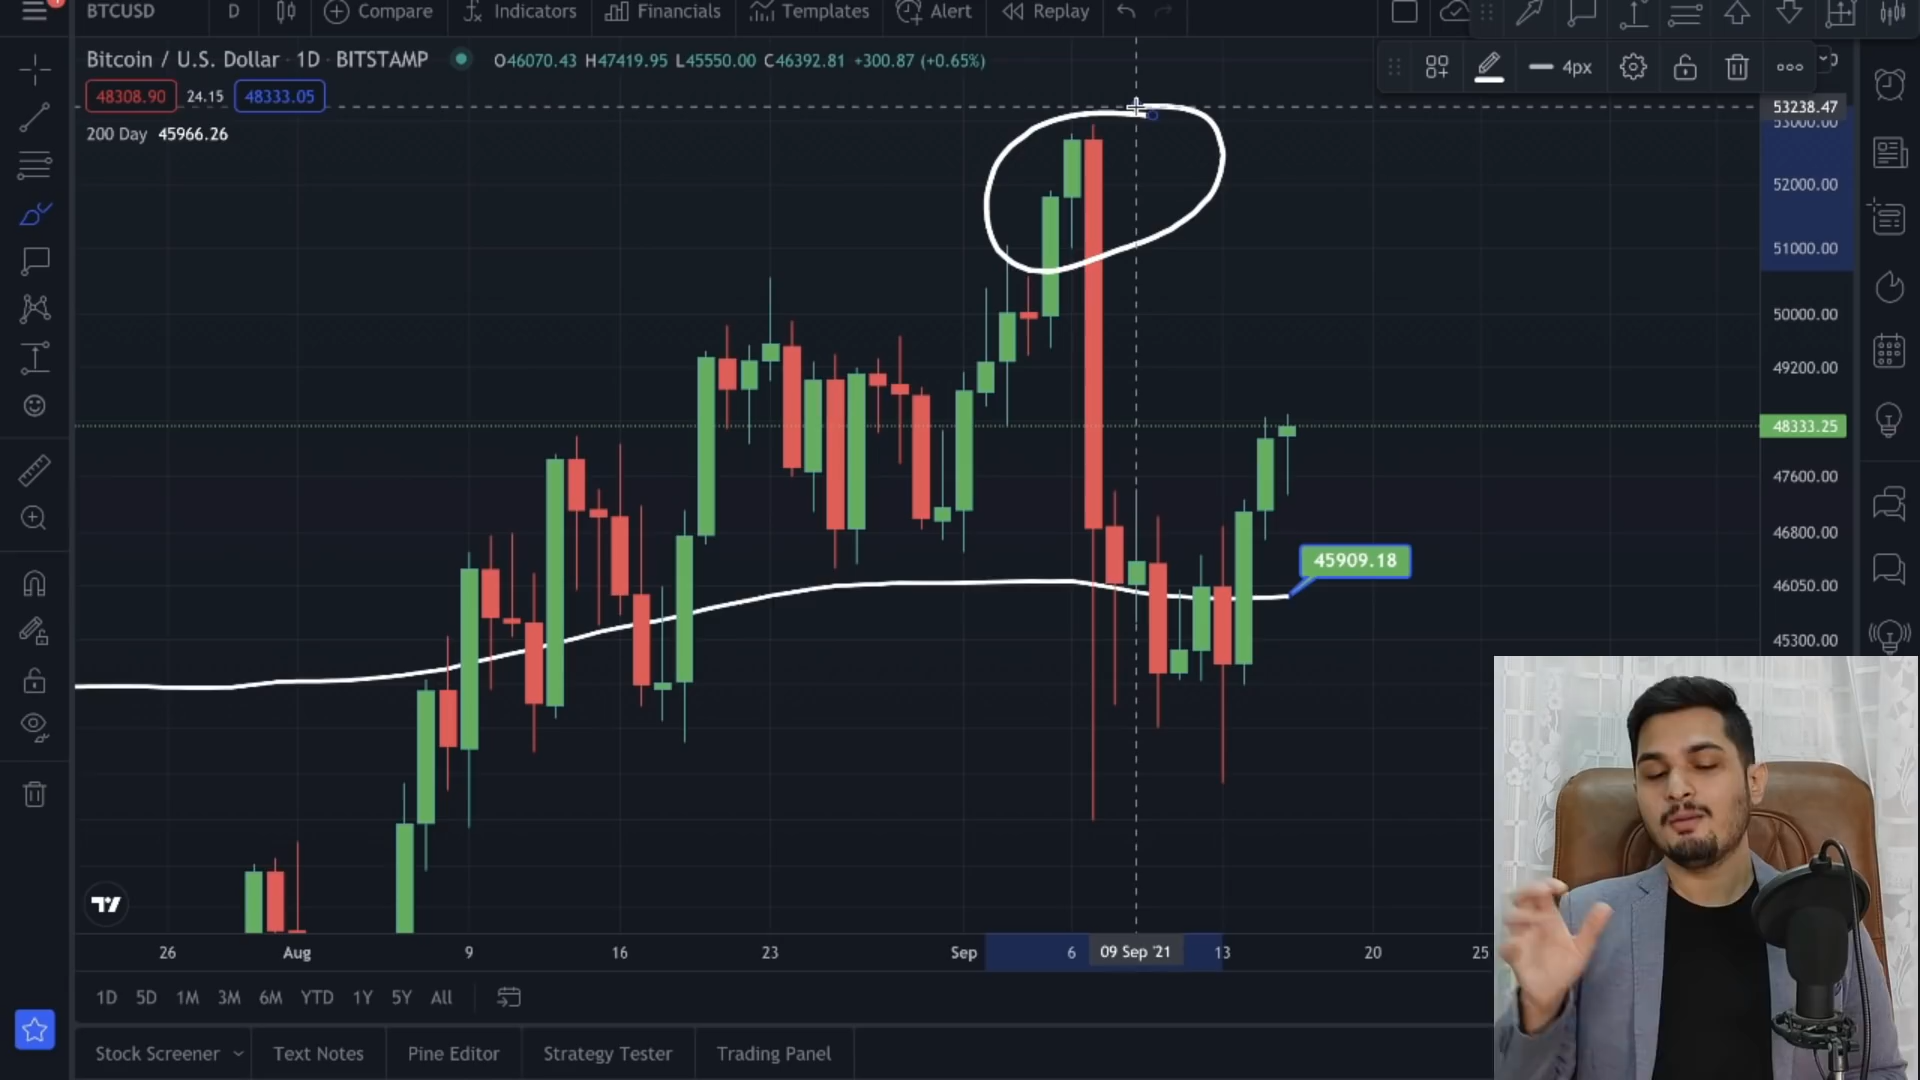 BTCUSD D Compare Indicators Financials Templates Alert Replay
Bitcoin / U.S. Dollar · 1D · BITSTAMP O46070.43 H47419.95 L45550.00 C46392.81 +300.87 (+0.65%)
4px
48308.90 24.15 48333.05
200 Day 45966.26
53238.47
53000.00
52000.00
51000.00
50000.00
49200.00
48333.25
47600.00
46800.00
45909.18
46050.00
45300.00
26 Aug 9 16 23 Sep 6 09 Sep '21 13 20 25
1D 5D 1M 3M 6M YTD 1Y 5Y All
Stock Screener Text Notes Pine Editor Strategy Tester Trading Panel